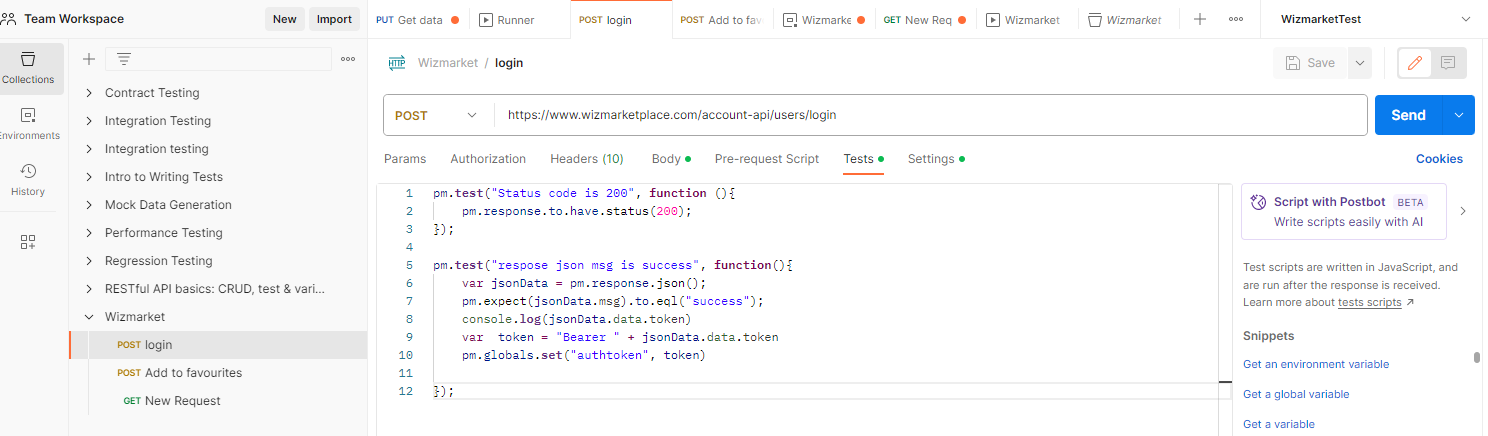 Team Workspace
New
Import
PUT Get data
Runner
POST login
POST Add to fav
Wizmarke
GET New Req
Wizmarket
Wizmarket
WizmarketTest
Collections
Environments
History
Contract Testing
Integration Testing
Integration testing
Intro to Writing Tests
Mock Data Generation
Performance Testing
Regression Testing
RESTful API basics: CRUD, test & vari...
Wizmarket
POST login
POST Add to favourites
GET New Request
HTTP
Wizmarket / login
Save
POST
https://www.wizmarketplace.com/account-api/users/login
Send
Params
Authorization
Headers (10)
Body
Pre-request Script
Tests
Settings
Cookies
1 pm.test("Status code is 200", function (){
2 pm.response.to.have.status(200);
3 });
4
5 pm.test("respose json msg is success", function(){
6 var jsonData = pm.response.json();
7 pm.expect(jsonData.msg).to.eql("success");
8 console.log(jsonData.data.token)
9 var  token = "Bearer " + jsonData.data.token
10 pm.globals.set("authtoken", token)
11
12 });
Script with Postbot BETA
Write scripts easily with AI
Test scripts are written in JavaScript, and
are run after the response is received.
Learn more about tests scripts ↗
Snippets
Get an environment variable
Get a global variable
Get a variable